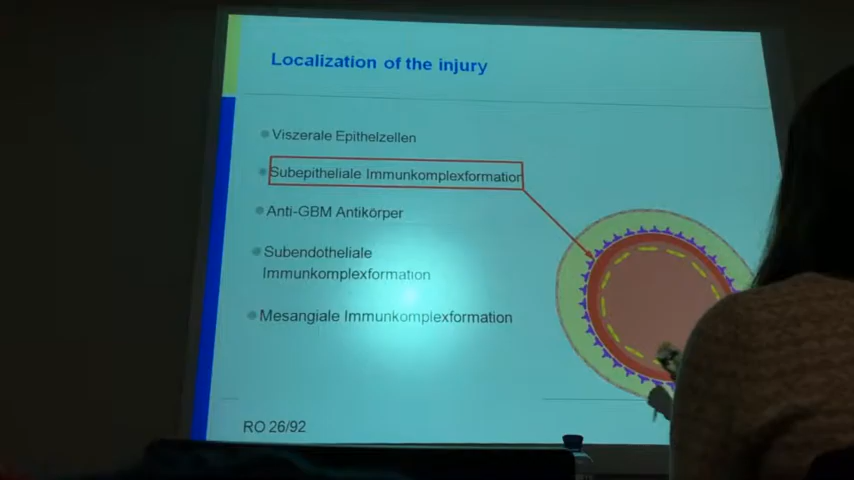 Localization of the injury
Viszerale Epithelzellen
Subepitheliale Immunkomplexformation
Anti-GBM Antikörper
Subendotheliale
Immunkomplexformation
Mesangiale Immunkomplexformation
RO 26/92